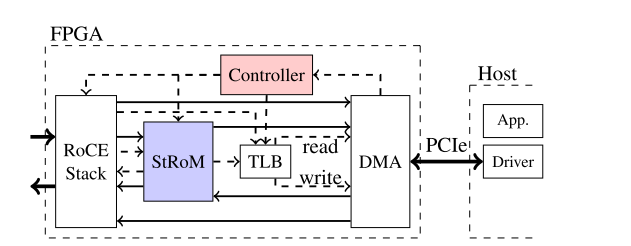 FPGA
Controller
Host
RoCE
Stack
StRoM
TLB
read
write
DMA
PCIe
App.
Driver